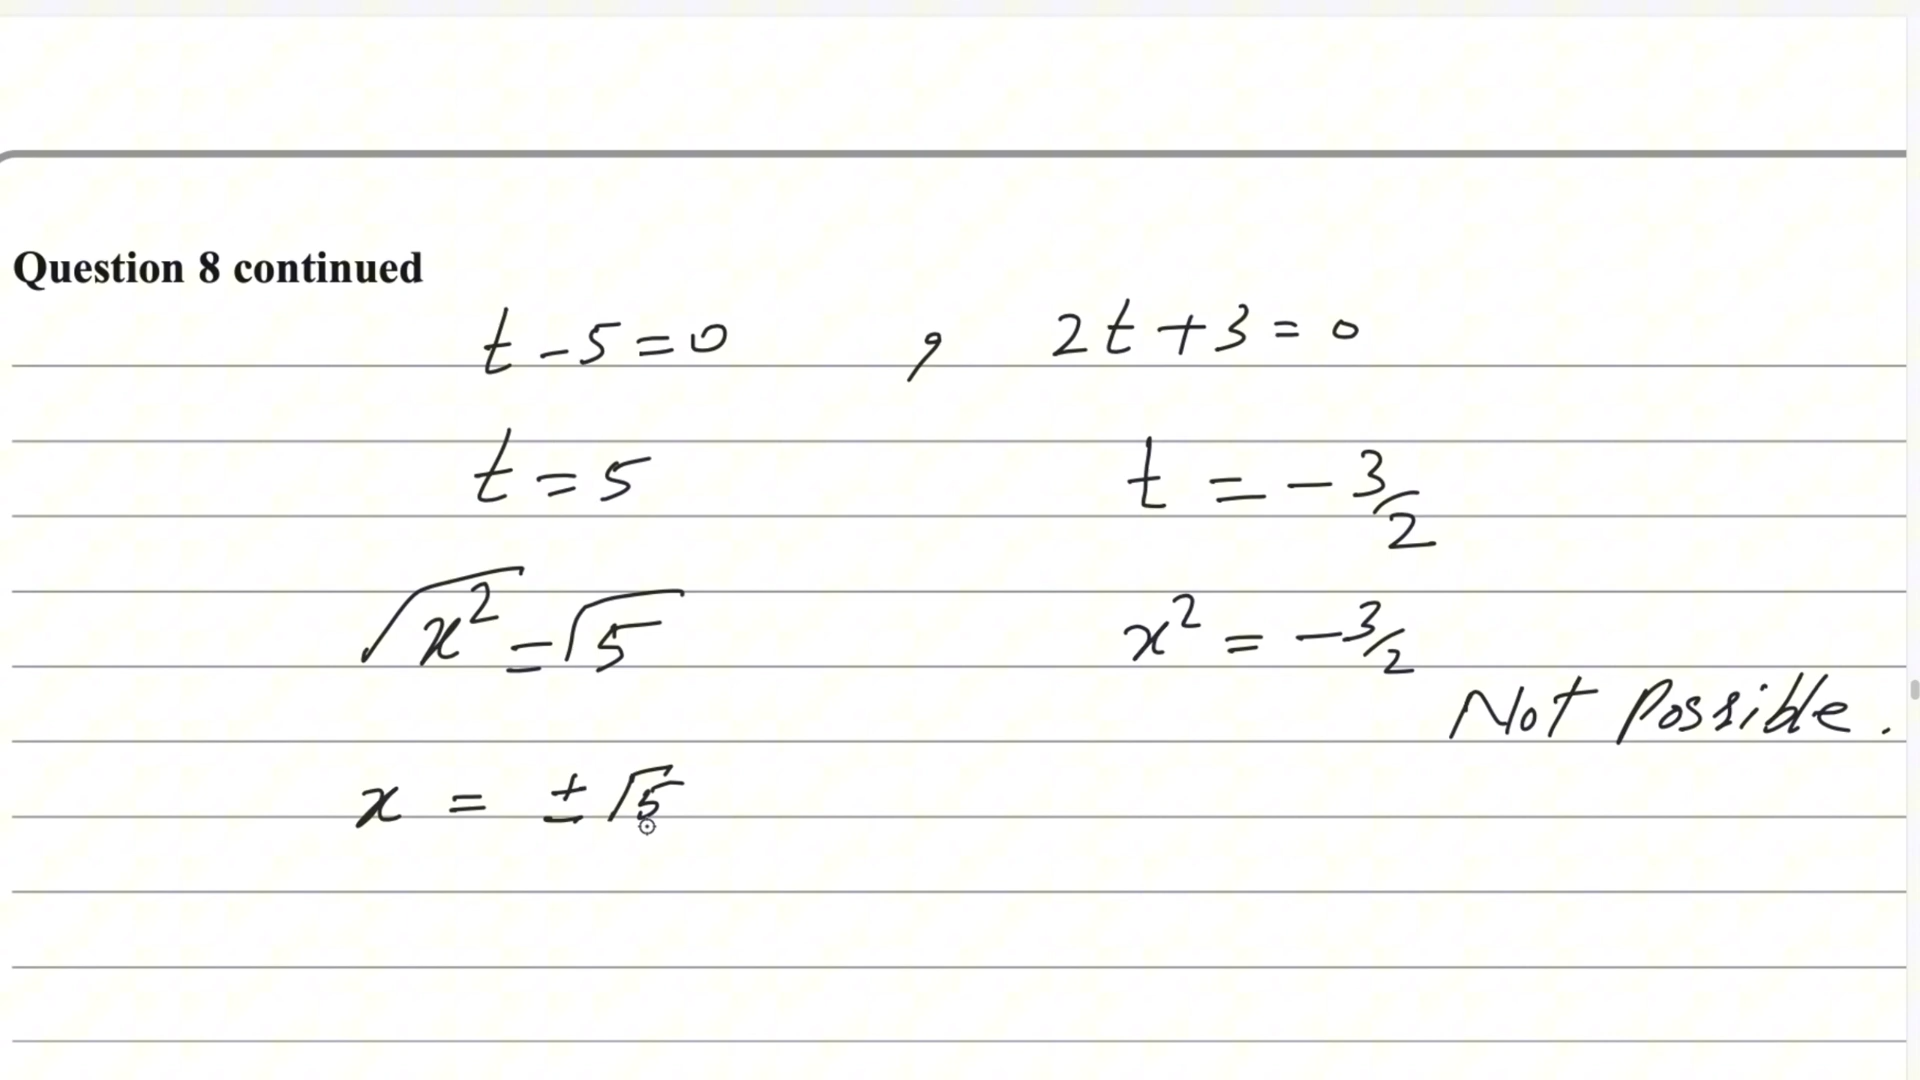 Question 8 continued
t - 5 = 0 , 2t + 3 = 0
t = 5 t = -3/2
√x² = √5 x² = -3/2
Not Possible.
x = ± √5